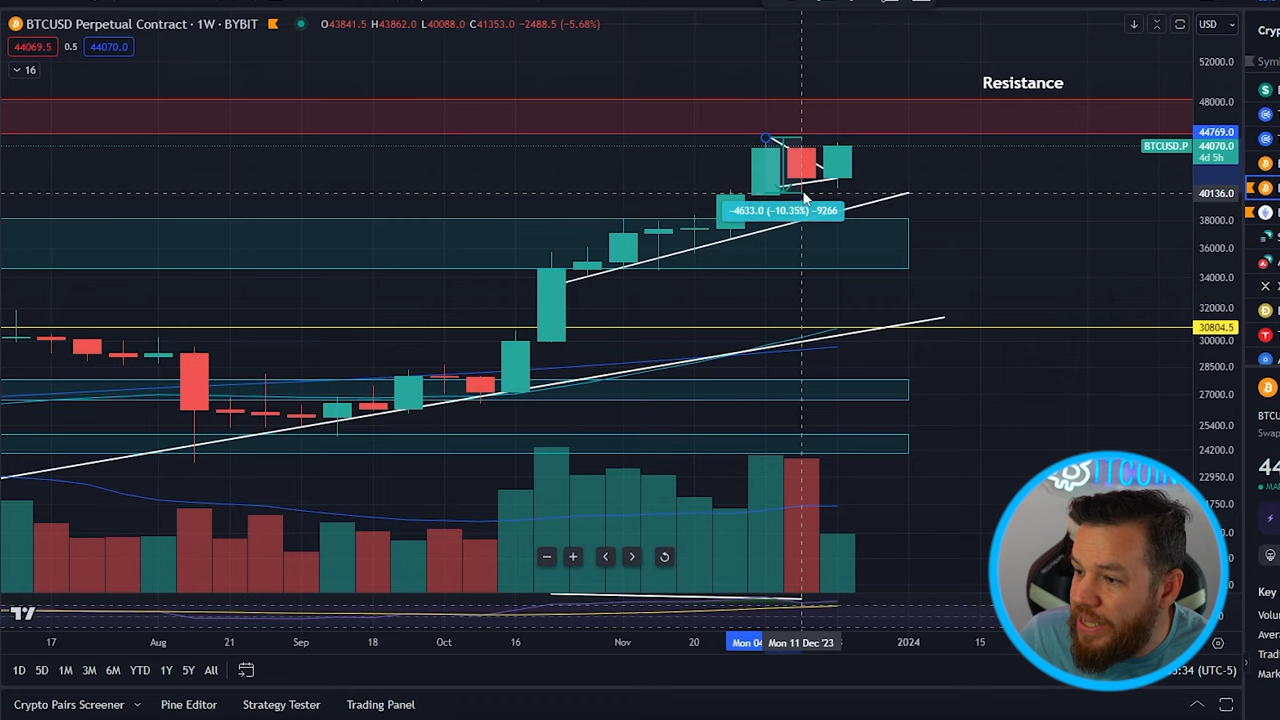 BTCUSD Perpetual Contract · 1W · BYBIT O43841.5 H43862.0 L40088.0 C41353.0 −2488.5 (−5.68%) USD
44069.5 0.5 44070.0
16
Resistance
52000.0
48000.0
44769.0
BTCUSD.P 44070.0
4d 5h
40136.0
-4633.0 (-10.35%) -9266
38000.0
36000.0
34000.0
32000.0
30804.5
30000.0
28500.0
27000.0
25400.0
24200.0
22950.0
17 Aug 21 Sep 18 Oct 16 Nov 20 Mon 04 Mon 11 Dec '23 2024 15
1D 5D 1M 3M 6M YTD 1Y 5Y All (UTC-5)
Crypto Pairs Screener Pine Editor Strategy Tester Trading Panel
Key